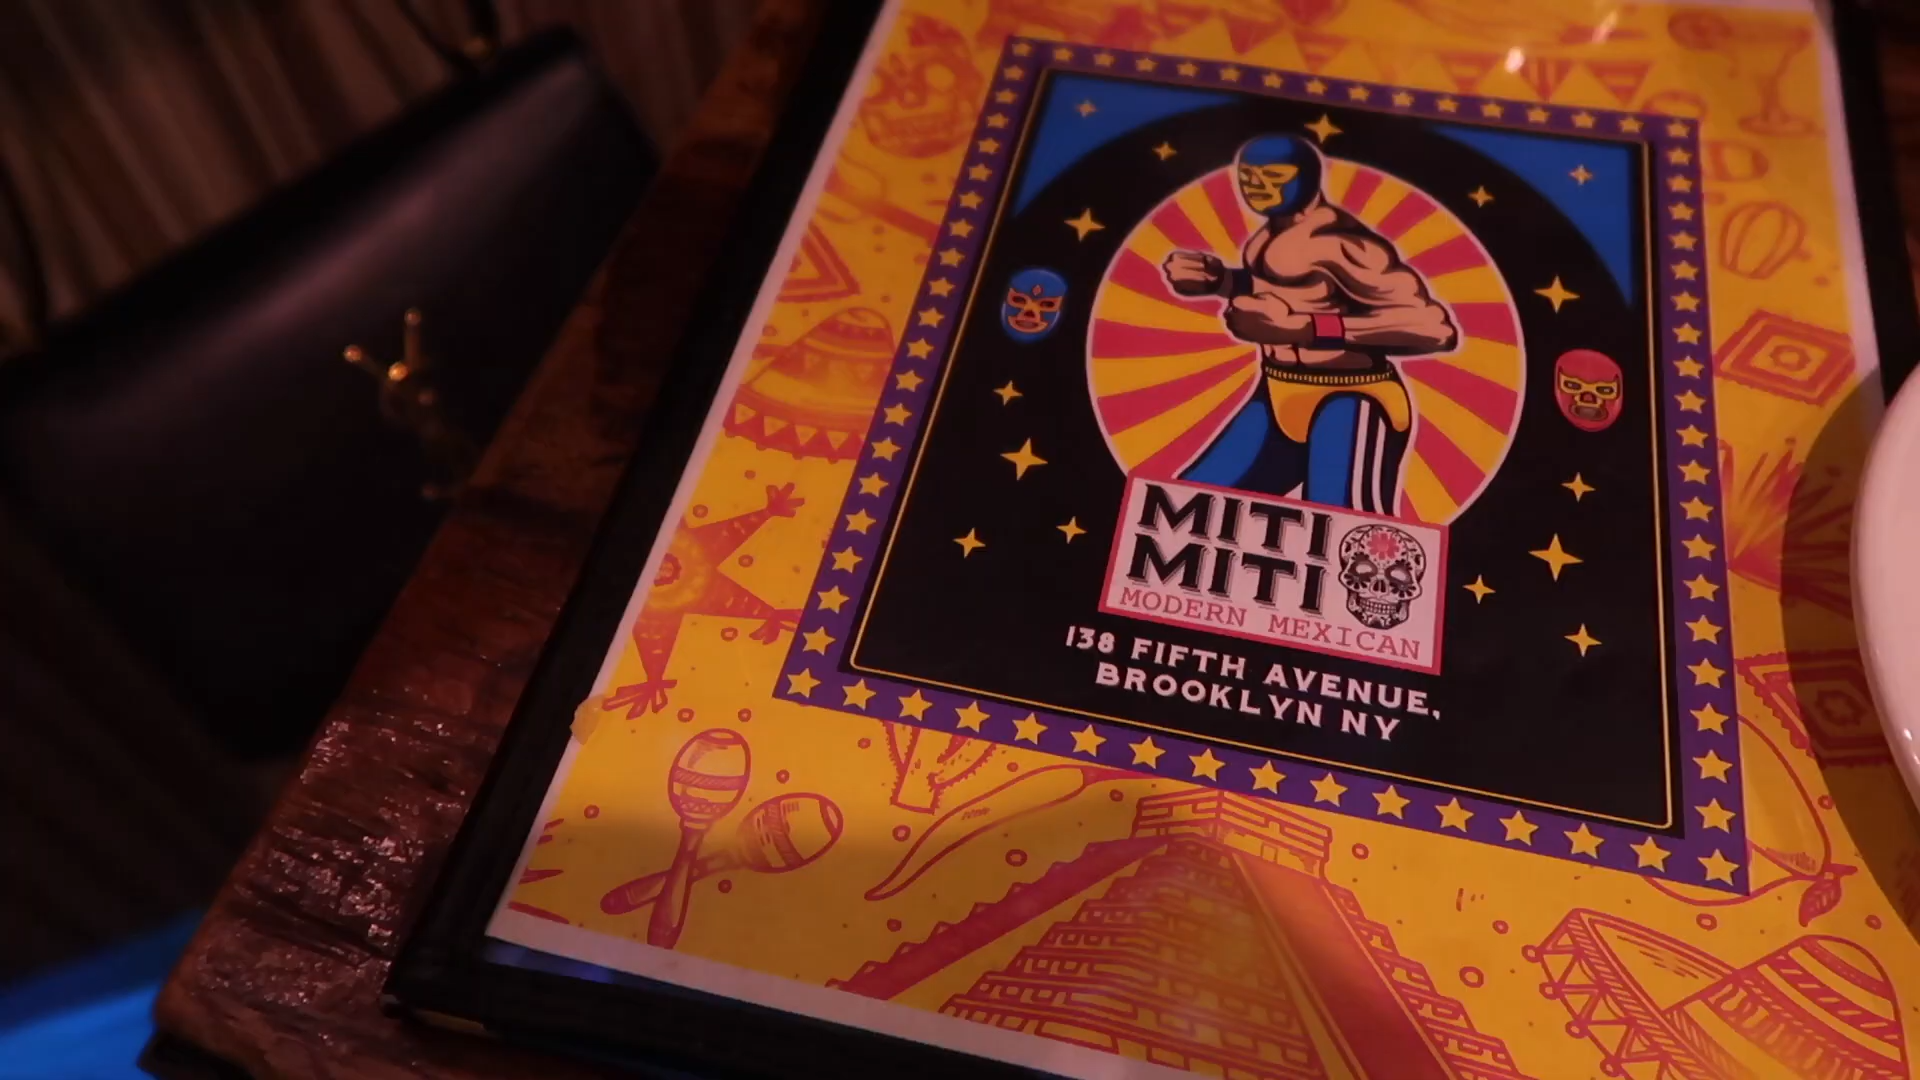 MITI
MITI
MODERN MEXICAN
138 FIFTH AVENUE,
BROOKLYN NY